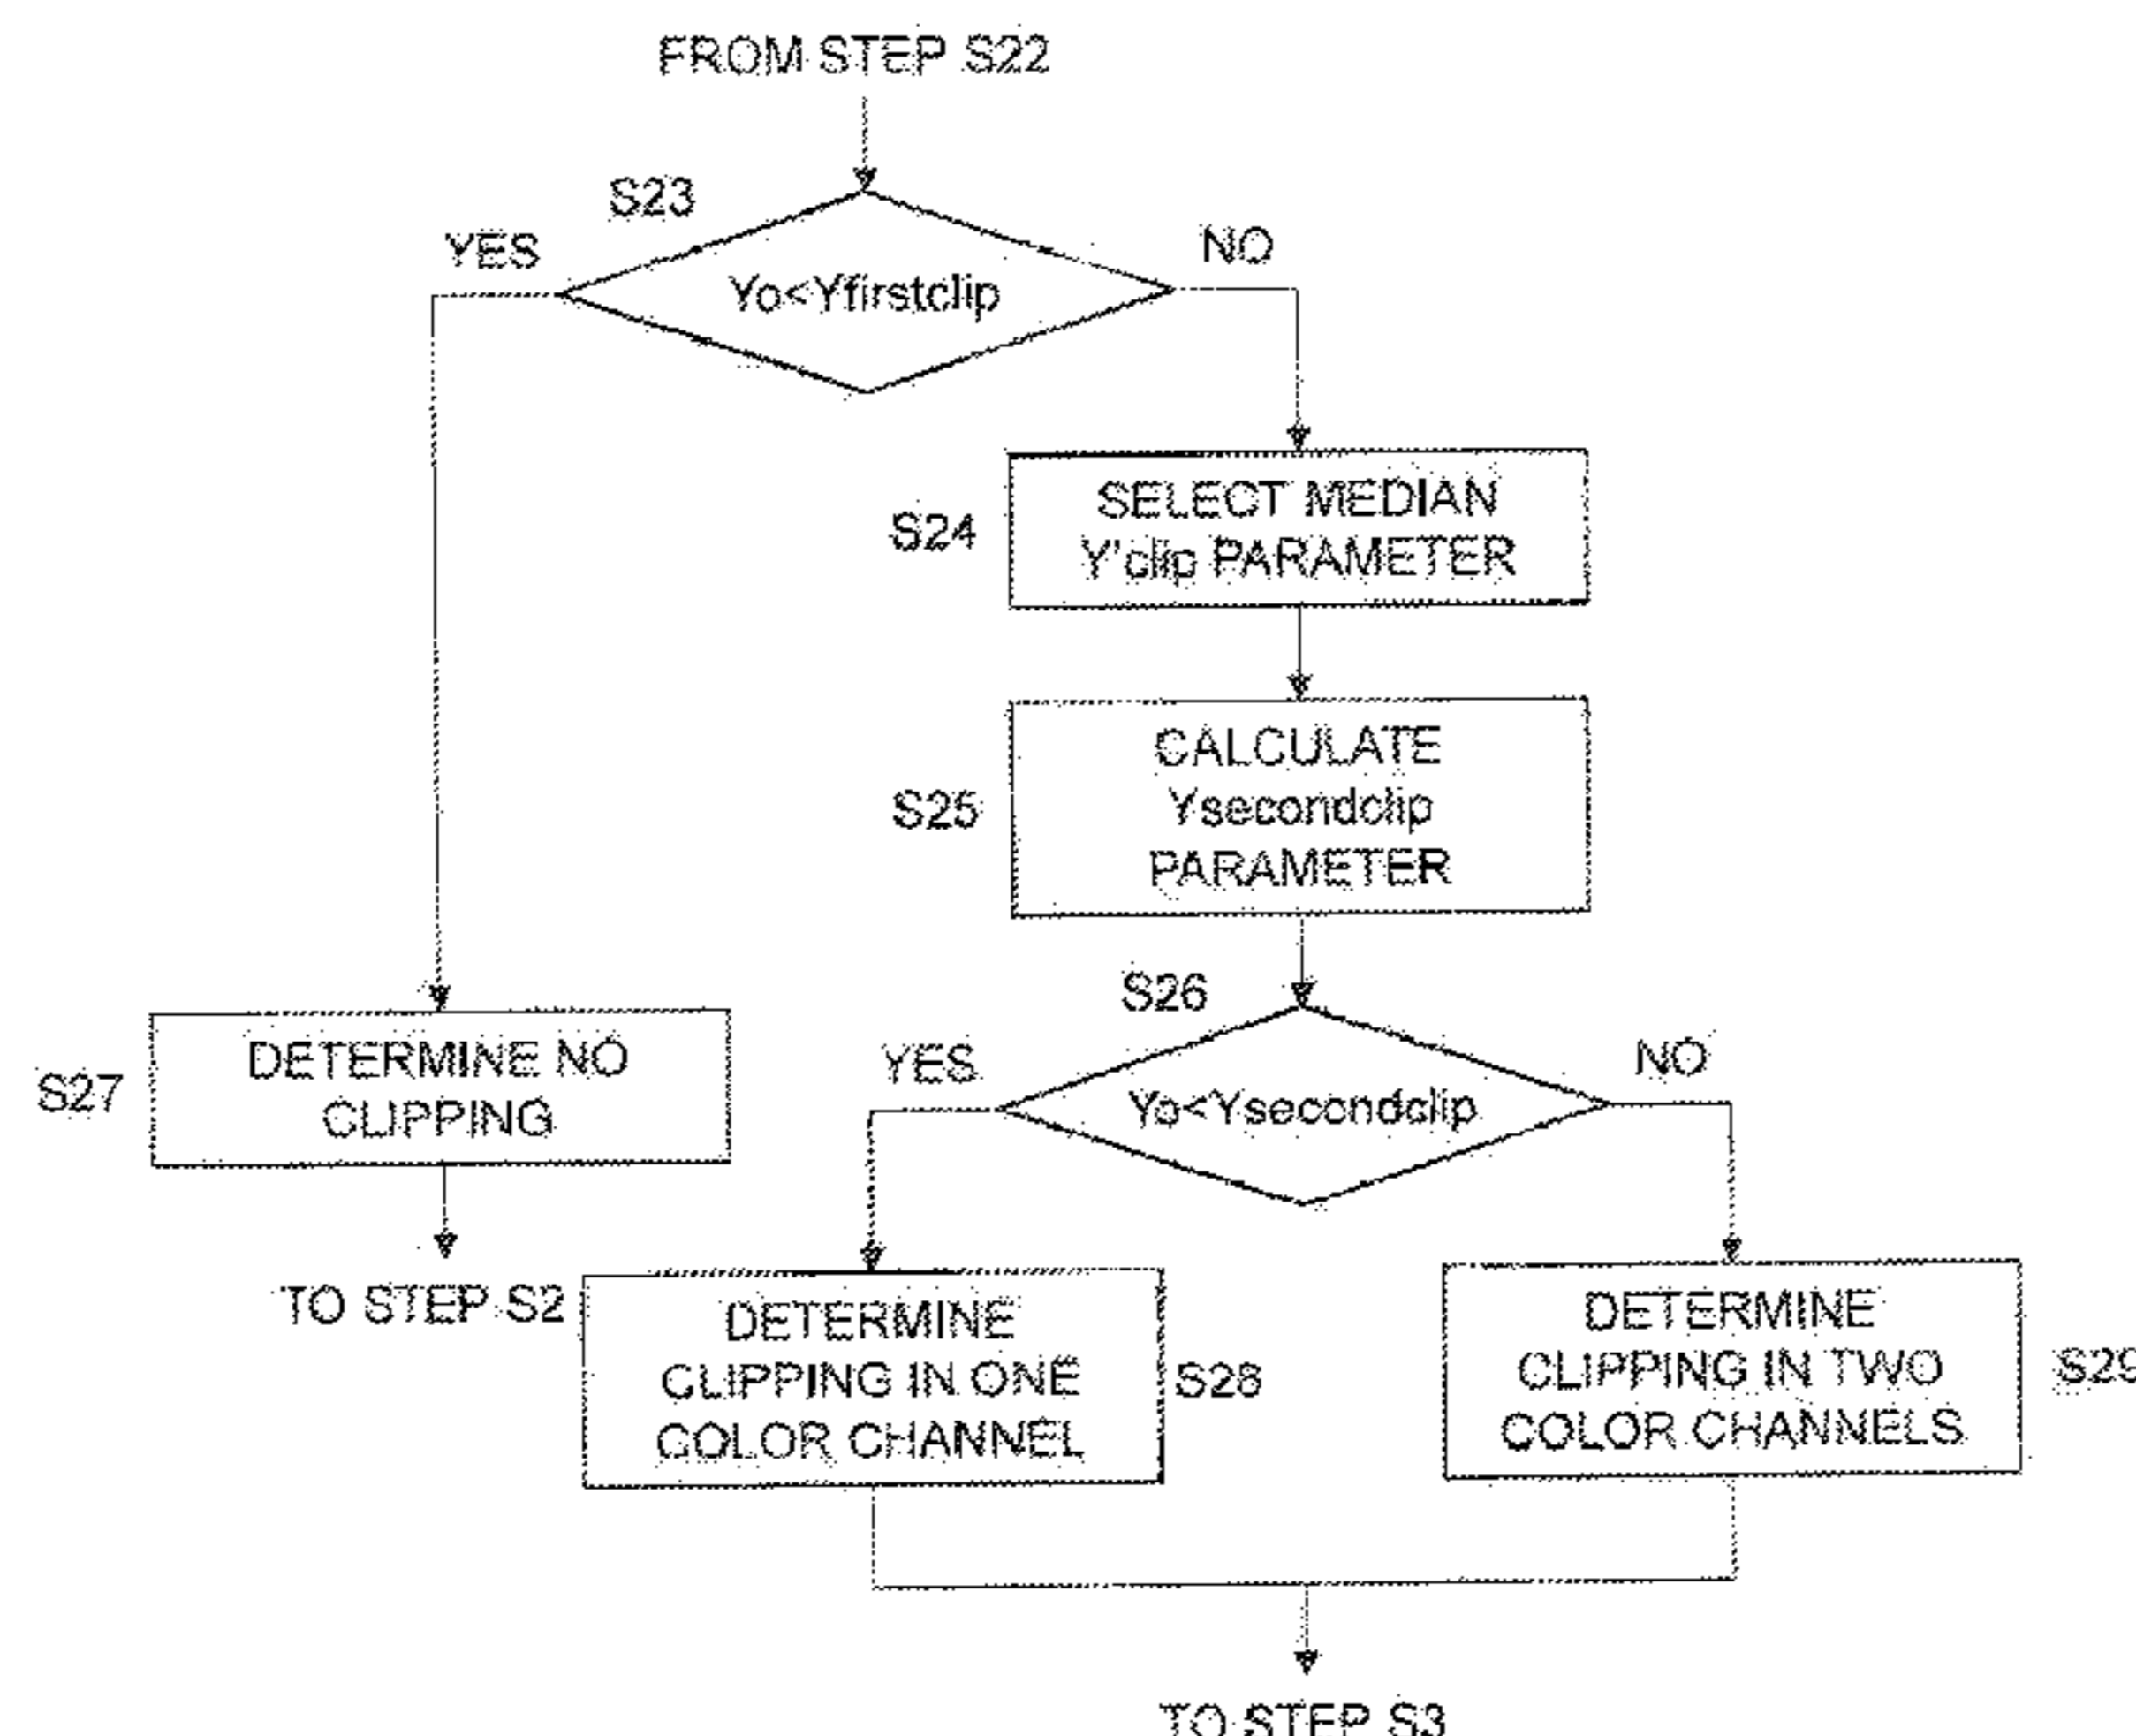 FROM STEP S22
S23
YES
NO
Yo<Yfirstclip
S24
SELECT MEDIAN
Y'clip PARAMETER
S25
CALCULATE
Ysecondclip
PARAMETER
S26
YES
NO
Yo<Ysecondclip
S27
DETERMINE NO
CLIPPING
TO STEP S2
DETERMINE
CLIPPING IN ONE
COLOR CHANNEL
S28
DETERMINE
CLIPPING IN TWO
COLOR CHANNELS
S29
TO STEP S3